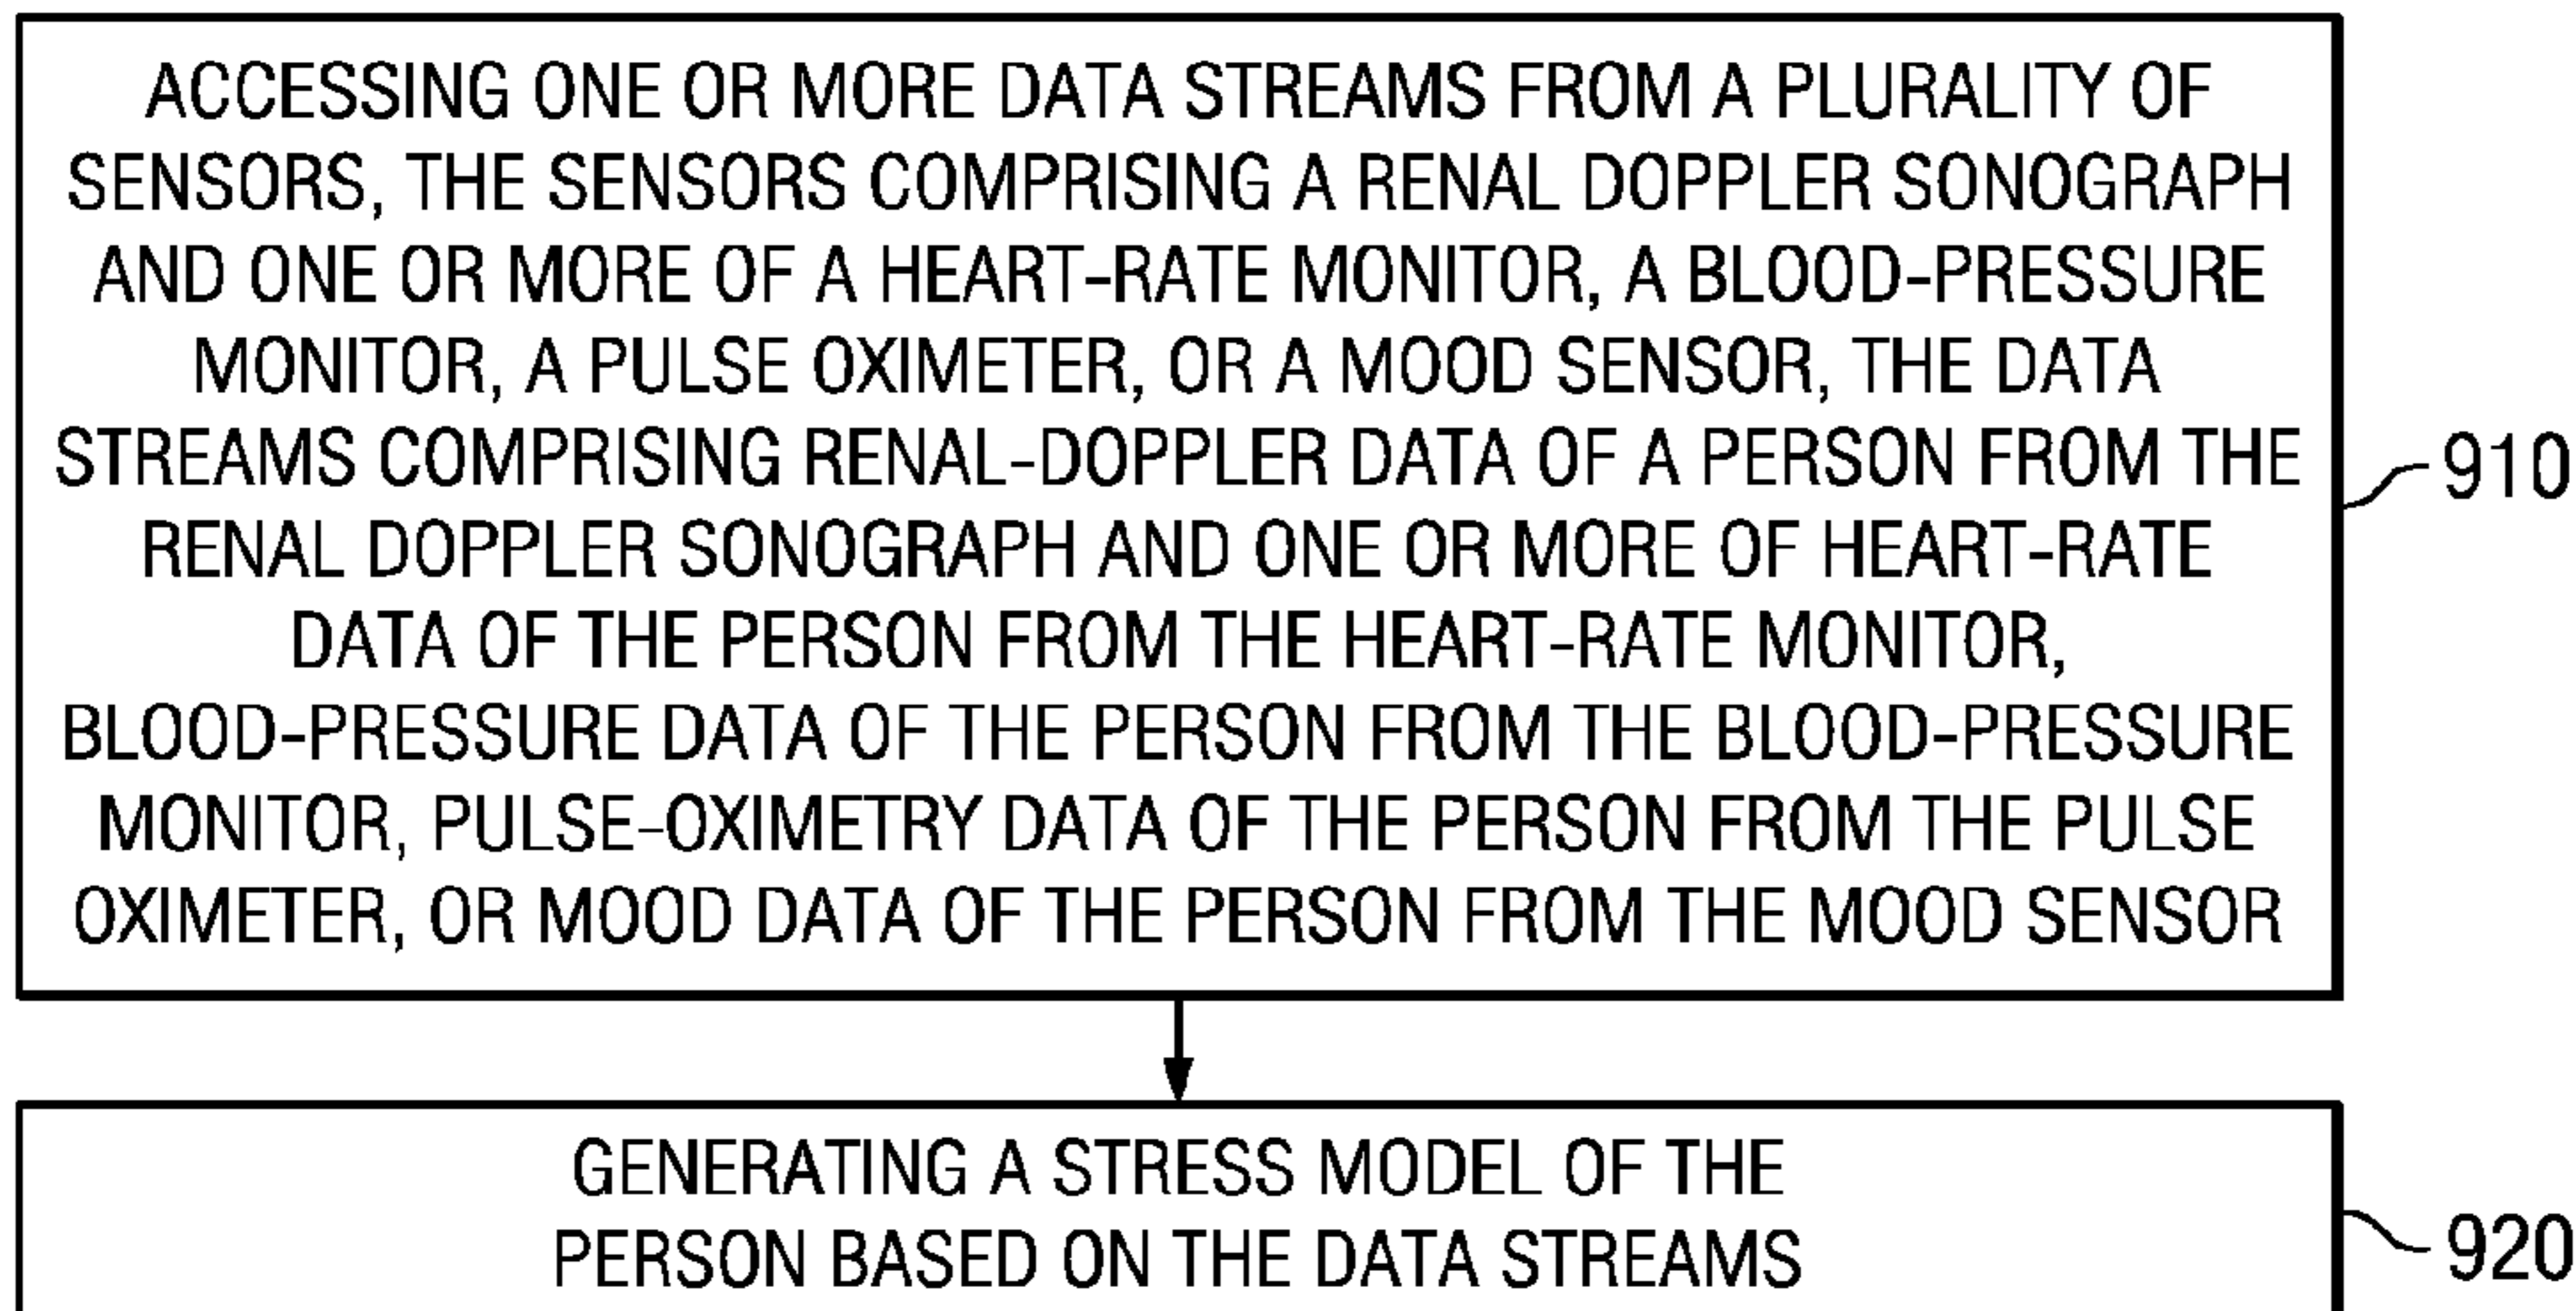 ACCESSING ONE OR MORE DATA STREAMS FROM A PLURALITY OF
SENSORS, THE SENSORS COMPRISING A RENAL DOPPLER SONOGRAPH
AND ONE OR MORE OF A HEART-RATE MONITOR, A BLOOD-PRESSURE
MONITOR, A PULSE OXIMETER, OR A MOOD SENSOR, THE DATA
STREAMS COMPRISING RENAL-DOPPLER DATA OF A PERSON FROM THE
RENAL DOPPLER SONOGRAPH AND ONE OR MORE OF HEART-RATE
DATA OF THE PERSON FROM THE HEART-RATE MONITOR,
BLOOD-PRESSURE DATA OF THE PERSON FROM THE BLOOD-PRESSURE
MONITOR, PULSE-OXIMETRY DATA OF THE PERSON FROM THE PULSE
OXIMETER, OR MOOD DATA OF THE PERSON FROM THE MOOD SENSOR
910
GENERATING A STRESS MODEL OF THE
PERSON BASED ON THE DATA STREAMS
920